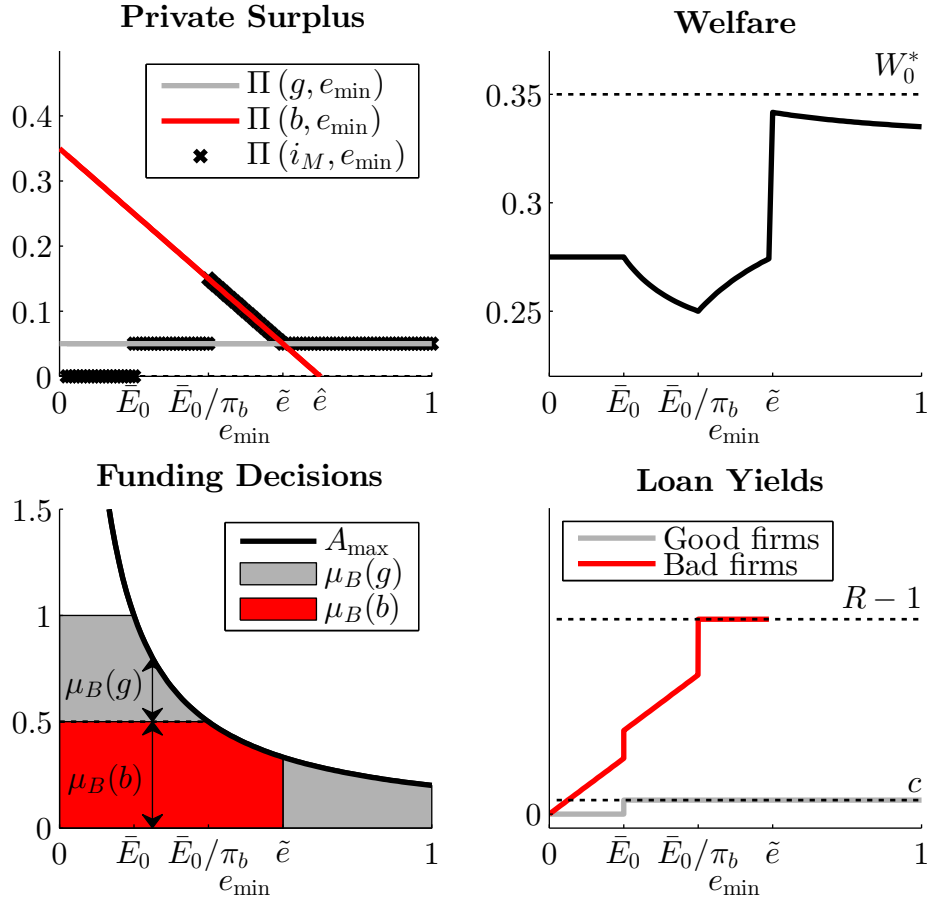 Private Surplus
0.4
0.3
0.2
0.1
0
Π (g, e_min)
Π (b, e_min)
Π (i_M, e_min)
0 Ē_0 Ē_0/π_b ẽ ê 1
e_min
Welfare
W_0^*
0.35
0.3
0.25
0 Ē_0 Ē_0/π_b ẽ 1
e_min
Funding Decisions
1.5
1
0.5
0
A_max
μ_B(g)
μ_B(b)
μ_B(g)
μ_B(b)
0 Ē_0 Ē_0/π_b ẽ 1
e_min
Loan Yields
Good firms
Bad firms
R − 1
c
0
0 Ē_0 Ē_0/π_b ẽ 1
e_min